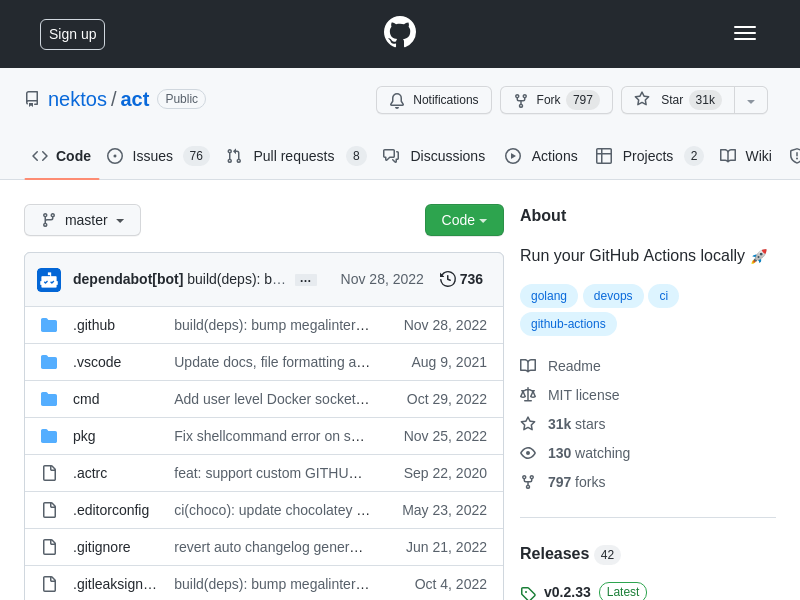 Sign up
nektos / act Public
Notifications
Fork 797
Star 31k
Code
Issues 76
Pull requests 8
Discussions
Actions
Projects 2
Wiki
master
Code
dependabot[bot] build(deps): b… ... Nov 28, 2022 736
.github build(deps): bump megalinter… Nov 28, 2022
.vscode Update docs, file formatting a… Aug 9, 2021
cmd Add user level Docker socket… Oct 29, 2022
pkg Fix shellcommand error on s… Nov 25, 2022
.actrc feat: support custom GITHU… Sep 22, 2020
.editorconfig ci(choco): update chocolatey … May 23, 2022
.gitignore revert auto changelog gener… Jun 21, 2022
.gitleaksign… build(deps): bump megalinter… Oct 4, 2022
About
Run your GitHub Actions locally 🚀
golang devops ci
github-actions
Readme
MIT license
31k stars
130 watching
797 forks
Releases 42
v0.2.33 Latest